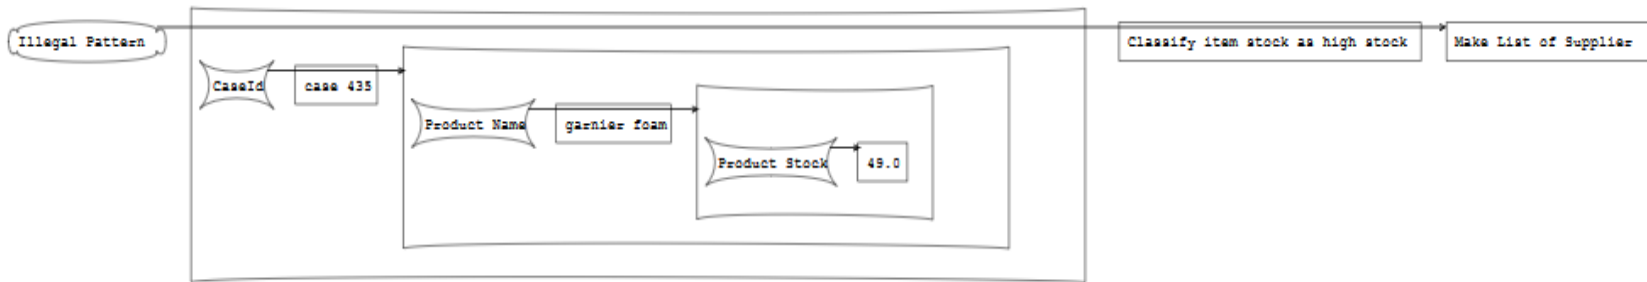 Illegal Pattern
Classify item stock as high stock
Make List of Supplier
CaseId
case 435
Product Name
garnier foam
Product Stock
49.0